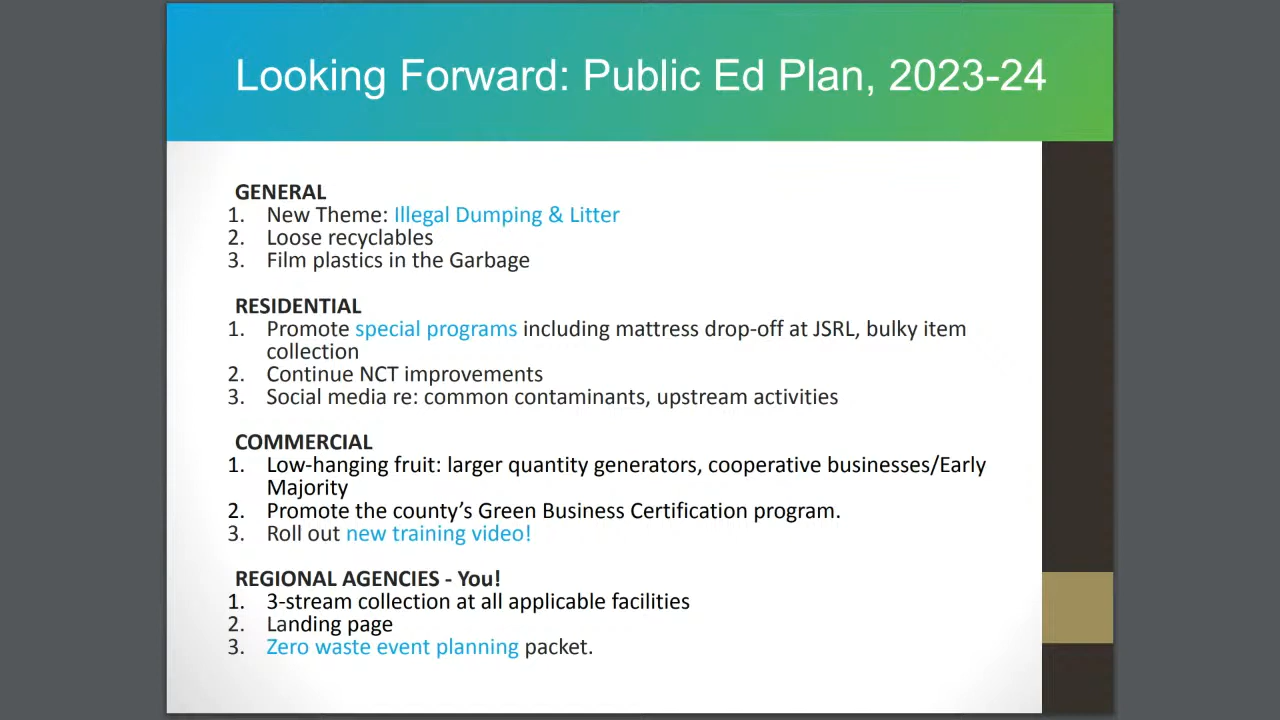 Looking Forward: Public Ed Plan, 2023-24
GENERAL
1. New Theme: Illegal Dumping & Litter
2. Loose recyclables
3. Film plastics in the Garbage
RESIDENTIAL
1. Promote special programs including mattress drop-off at JSRL, bulky item
collection
2. Continue NCT improvements
3. Social media re: common contaminants, upstream activities
COMMERCIAL
1. Low-hanging fruit: larger quantity generators, cooperative businesses/Early
Majority
2. Promote the county’s Green Business Certification program.
3. Roll out new training video!
REGIONAL AGENCIES - You!
1. 3-stream collection at all applicable facilities
2. Landing page
3. Zero waste event planning packet.